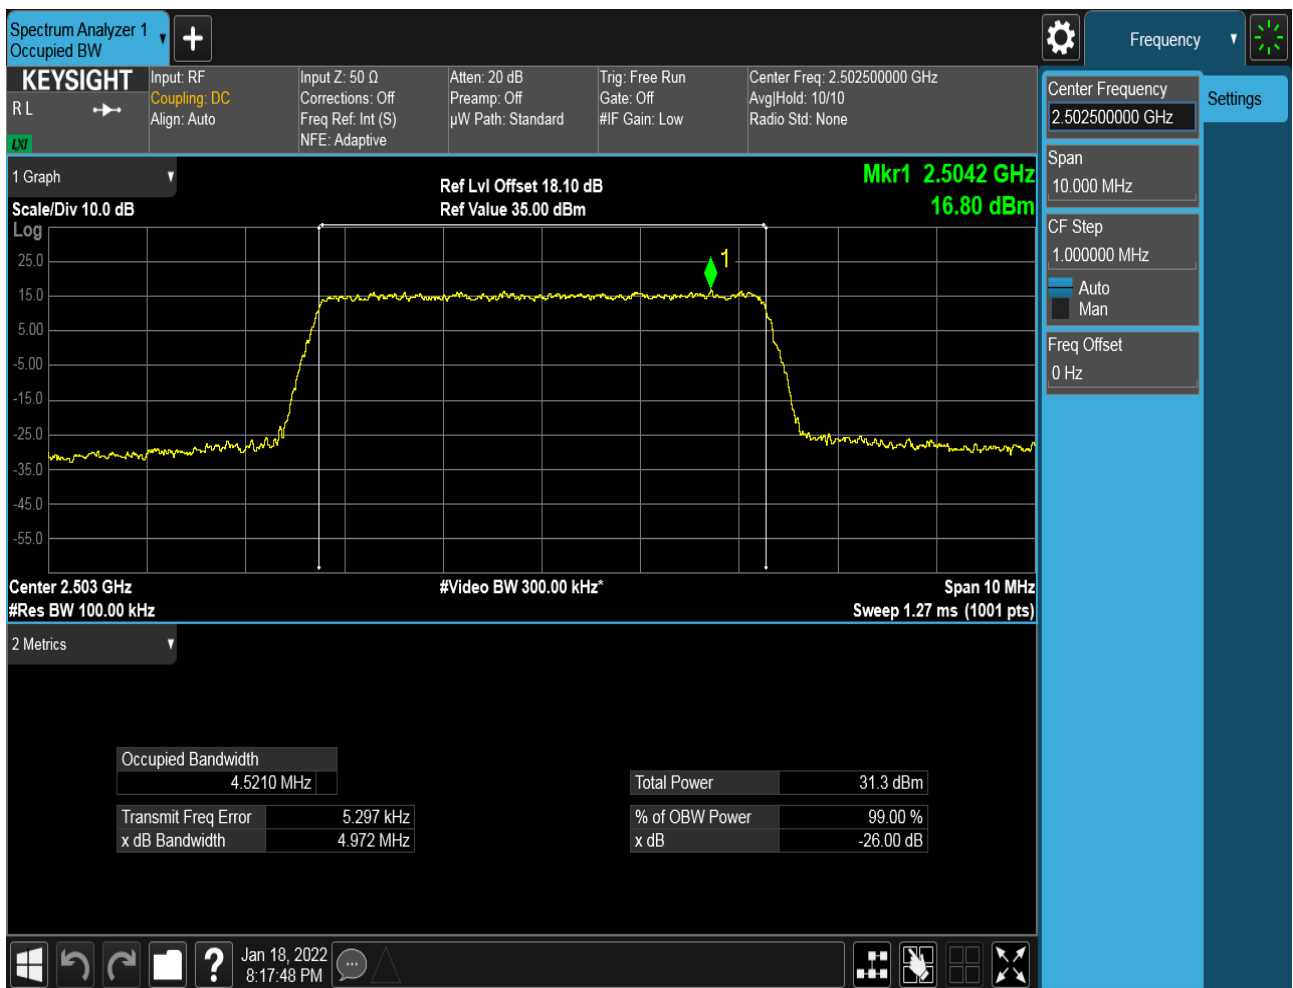 Spectrum Analyzer 1
Occupied BW
Frequency
KEYSIGHT
R L
LXI
Input: RF
Coupling: DC
Align: Auto
Input Z: 50 Ω
Corrections: Off
Freq Ref: Int (S)
NFE: Adaptive
Atten: 20 dB
Preamp: Off
µW Path: Standard
Trig: Free Run
Gate: Off
#IF Gain: Low
Center Freq: 2.502500000 GHz
Avg|Hold: 10/10
Radio Std: None
Center Frequency
2.502500000 GHz
Settings
Span
10.000 MHz
CF Step
1.000000 MHz
Auto
Man
Freq Offset
0 Hz
1 Graph
Scale/Div 10.0 dB
Ref Lvl Offset 18.10 dB
Ref Value 35.00 dBm
Mkr1 2.5042 GHz
16.80 dBm
Log
25.0
15.0
5.00
-5.00
-15.0
-25.0
-35.0
-45.0
-55.0
1
Center 2.503 GHz
#Res BW 100.00 kHz
#Video BW 300.00 kHz*
Span 10 MHz
Sweep 1.27 ms (1001 pts)
2 Metrics
Occupied Bandwidth
4.5210 MHz
Transmit Freq Error 5.297 kHz
x dB Bandwidth 4.972 MHz
Total Power 31.3 dBm
% of OBW Power 99.00 %
x dB -26.00 dB
?
Jan 18, 2022
8:17:48 PM